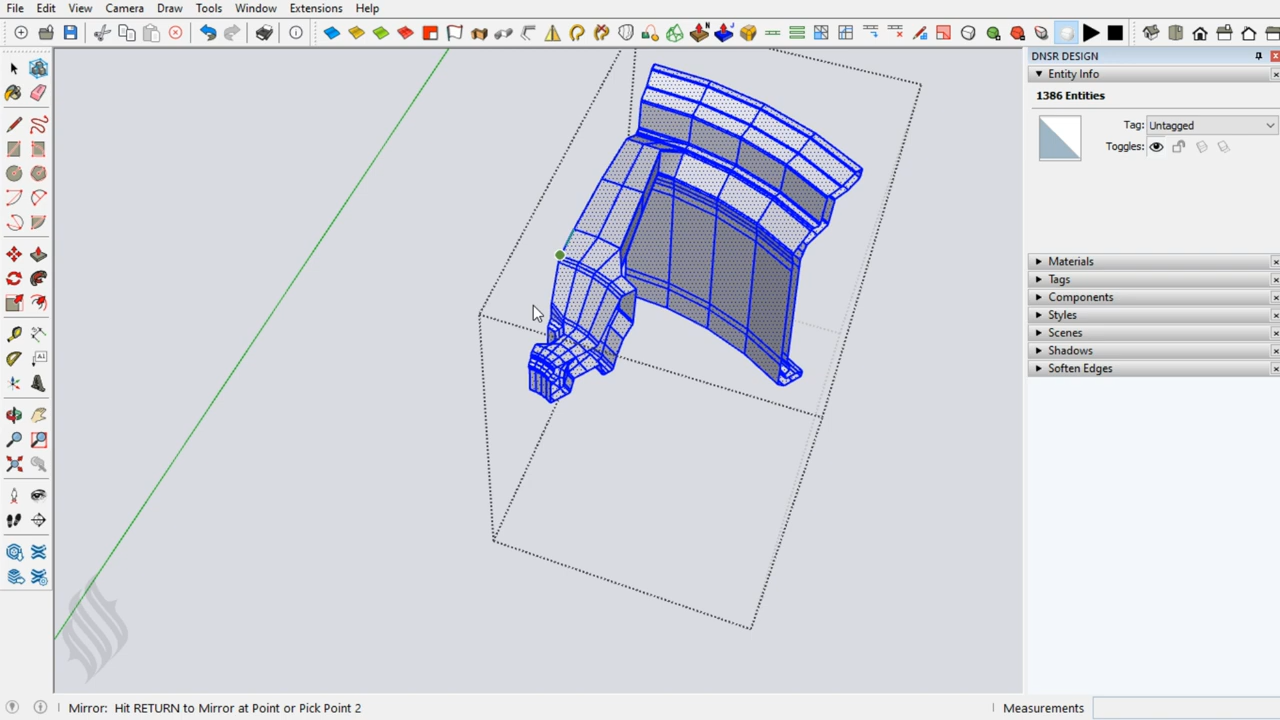 File Edit View Camera Draw Tools Window Extensions Help
DNSR DESIGN
Entity Info
1386 Entities
Tag: Untagged
Toggles:
Materials
Tags
Components
Styles
Scenes
Shadows
Soften Edges
Mirror: Hit RETURN to Mirror at Point or Pick Point 2
Measurements